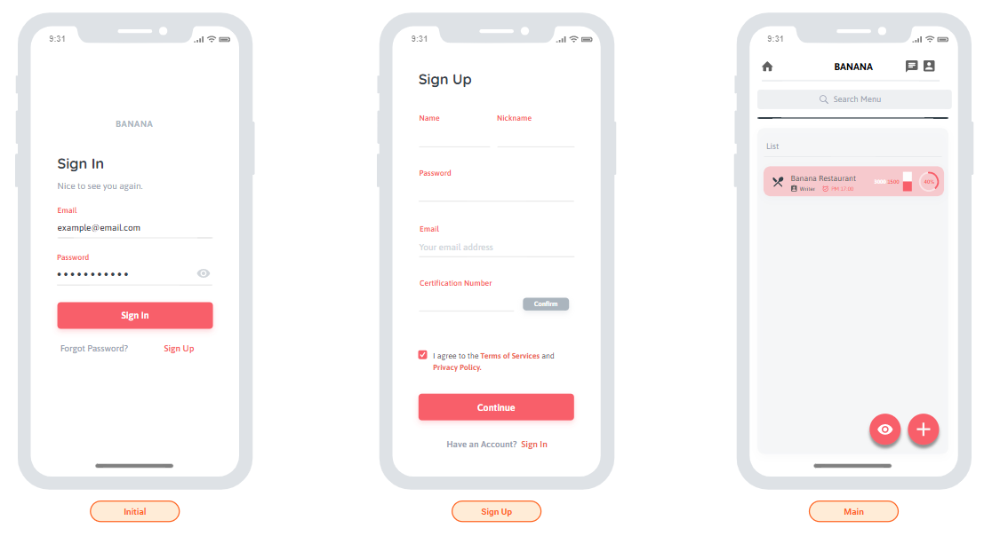 9:31
BANANA
Sign In
Nice to see you again.
Email
example@email.com
Password
Sign In
Forgot Password? Sign Up
Initial
9:31
Sign Up
Name Nickname
Password
Email
Your email address
Certification Number
Confirm
I agree to the Terms of Services and
Privacy Policy.
Continue
Have an Account? Sign In
Sign Up
9:31
BANANA
Search Menu
List
Banana Restaurant
Writer PM 17:00
1500
40%
Main